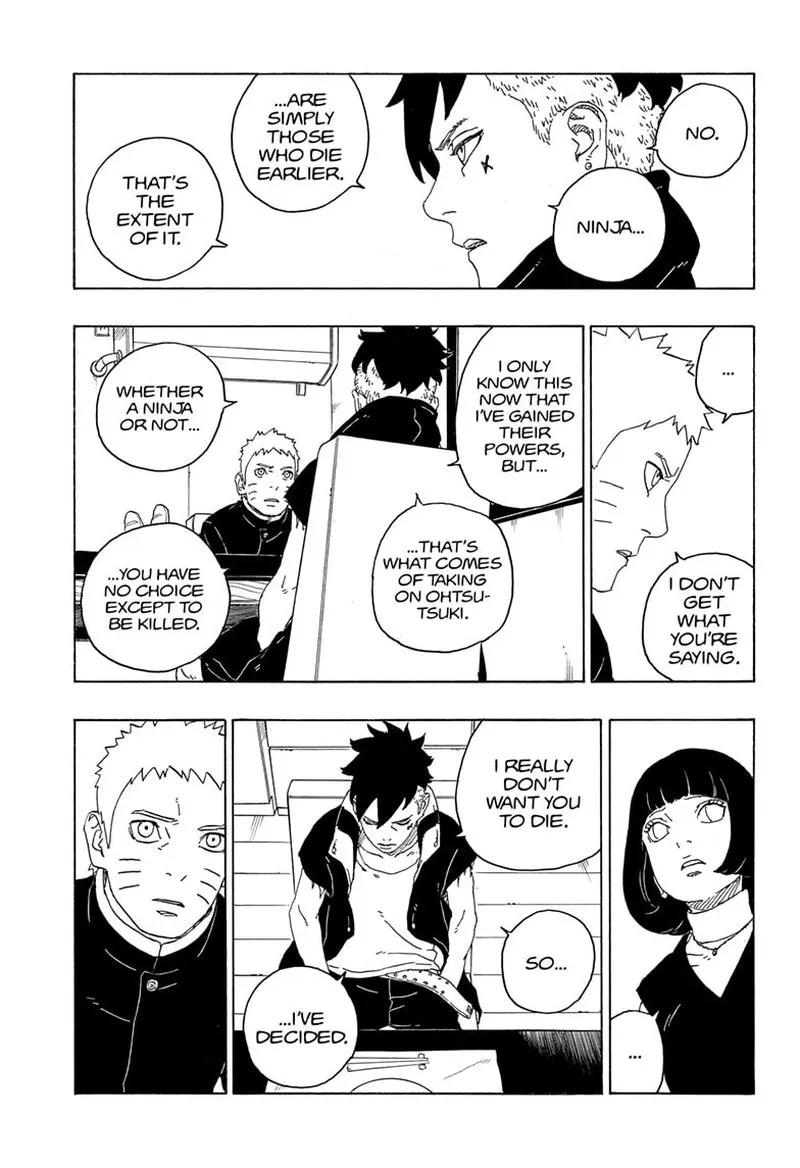 NO.
NINJA...
...ARE
SIMPLY
THOSE
WHO DIE
EARLIER.
THAT'S
THE
EXTENT
OF IT.
...
I DON'T
GET
WHAT
YOU'RE
SAYING.
I ONLY
KNOW THIS
NOW THAT
I'VE GAINED
THEIR
POWERS,
BUT...
...THAT'S
WHAT COMES
OF TAKING
ON OHTSU-
TSUKI.
WHETHER
A NINJA
OR NOT...
...YOU HAVE
NO CHOICE
EXCEPT TO
BE KILLED.
...
I REALLY
DON'T
WANT YOU
TO DIE.
SO...
...I'VE
DECIDED.